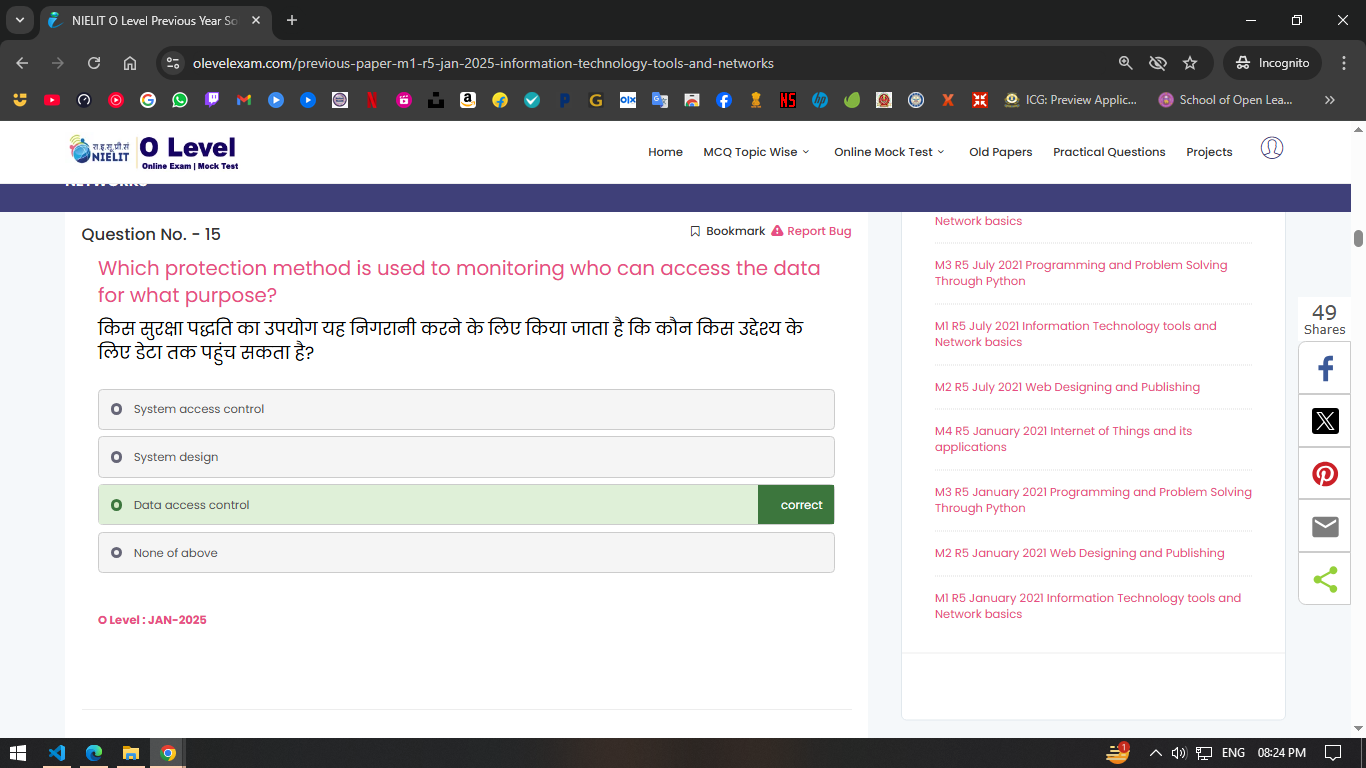 NIELIT O Level Previous Year So
olevelexam.com/previous-paper-m1-r5-jan-2025-information-technology-tools-and-networks
Incognito
ICG: Preview Applic...
School of Open Lea...
रा.इ.सू.प्रौ.सं
NIELIT
O Level
Online Exam | Mock Test
Home
MCQ Topic Wise
Online Mock Test
Old Papers
Practical Questions
Projects
NETWORKS
Question No. - 15
Bookmark
Report Bug
Which protection method is used to monitoring who can access the data
for what purpose?
किस सुरक्षा पद्धति का उपयोग यह निगरानी करने के लिए किया जाता है कि कौन किस उद्देश्य के
लिए डेटा तक पहुंच सकता है?
System access control
System design
Data access control
correct
None of above
O Level : JAN-2025
Network basics
M3 R5 July 2021 Programming and Problem Solving
Through Python
M1 R5 July 2021 Information Technology tools and
Network basics
M2 R5 July 2021 Web Designing and Publishing
M4 R5 January 2021 Internet of Things and its
applications
M3 R5 January 2021 Programming and Problem Solving
Through Python
M2 R5 January 2021 Web Designing and Publishing
M1 R5 January 2021 Information Technology tools and
Network basics
49
Shares
1
ENG
08:24 PM